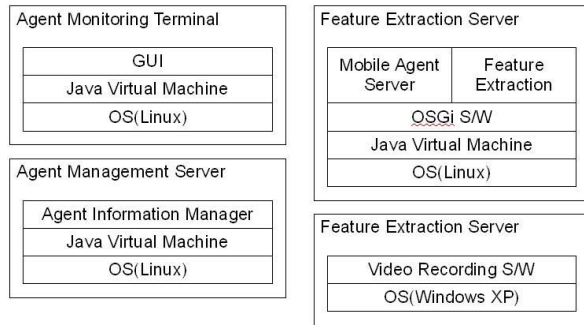 Agent Monitoring Terminal
GUI
Java Virtual Machine
OS(Linux)
Agent Management Server
Agent Information Manager
Java Virtual Machine
OS(Linux)
Feature Extraction Server
Mobile Agent
Server
Feature
Extraction
OSGi S/W
Java Virtual Machine
OS(Linux)
Feature Extraction Server
Video Recording S/W
OS(Windows XP)